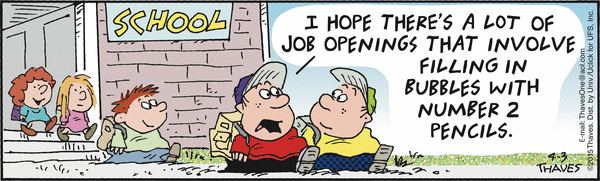 SCHOOL
I HOPE THERE'S A LOT OF
JOB OPENINGS THAT INVOLVE
FILLING IN
BUBBLES WITH
NUMBER 2
PENCILS.
E-mail: ThavesOne@aol.com
©2015 Thaves. Dist. by Univ. /Uclick for UFS, Inc.
4-3
THAVES